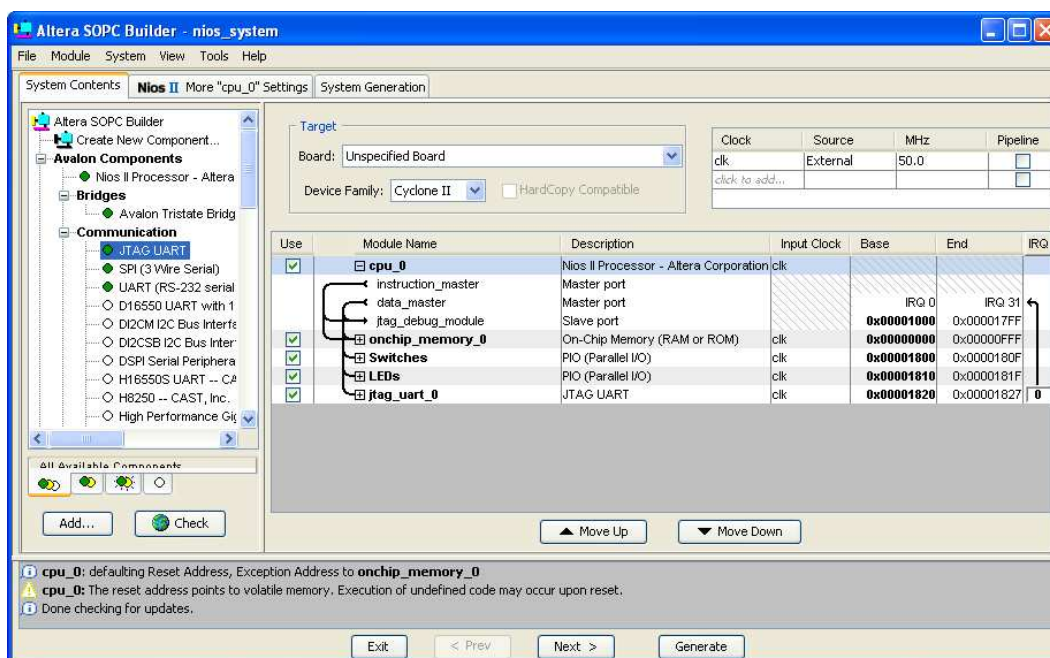 Altera SOPC Builder - nios_system
File Module System View Tools Help
System Contents Nios II More "cpu_0" Settings System Generation
Altera SOPC Builder
Create New Component...
Avalon Components
Nios II Processor - Altera
Bridges
Avalon Tristate Bridg
Communication
JTAG UART
SPI (3 Wire Serial)
UART (RS-232 serial
D16550 UART with 1
DI2CM I2C Bus Interfa
DI2CSB I2C Bus Inter
DSPI Serial Periphera
H16550S UART -- CA
H8250 -- CAST, Inc.
High Performance Gig
All Available Components
Add... Check
Target
Board: Unspecified Board
Device Family: Cyclone II HardCopy Compatible
Clock Source MHz Pipeline
clk External 50.0
click to add...
Use Module Name Description Input Clock Base End IRQ
cpu_0 Nios II Processor - Altera Corporation clk
instruction_master Master port
data_master Master port IRQ 0 IRQ 31
jtag_debug_module Slave port 0x00001000 0x000017FF
onchip_memory_0 On-Chip Memory (RAM or ROM) clk 0x00000000 0x00000FFF
Switches PIO (Parallel I/O) clk 0x00001800 0x0000180F
LEDs PIO (Parallel I/O) clk 0x00001810 0x0000181F
jtag_uart_0 JTAG UART clk 0x00001820 0x00001827 0
Move Up Move Down
cpu_0: defaulting Reset Address, Exception Address to onchip_memory_0
cpu_0: The reset address points to volatile memory. Execution of undefined code may occur upon reset.
Done checking for updates.
Exit < Prev Next > Generate